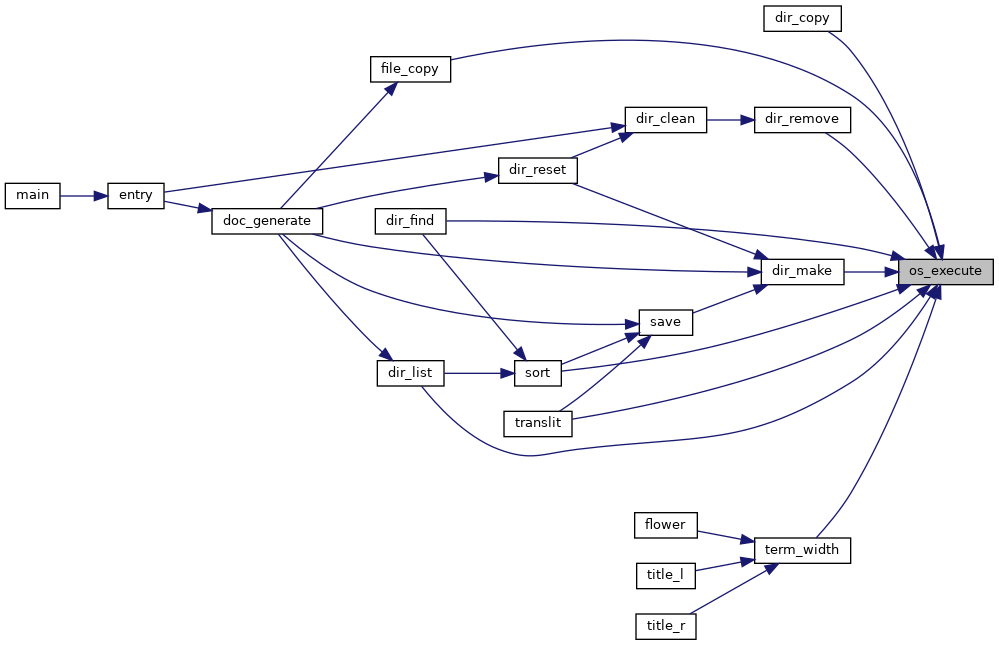 dir_copy
file_copy
dir_clean
dir_remove
dir_reset
main
entry
doc_generate
dir_find
dir_make
os_execute
save
dir_list
sort
translit
flower
term_width
title_l
title_r